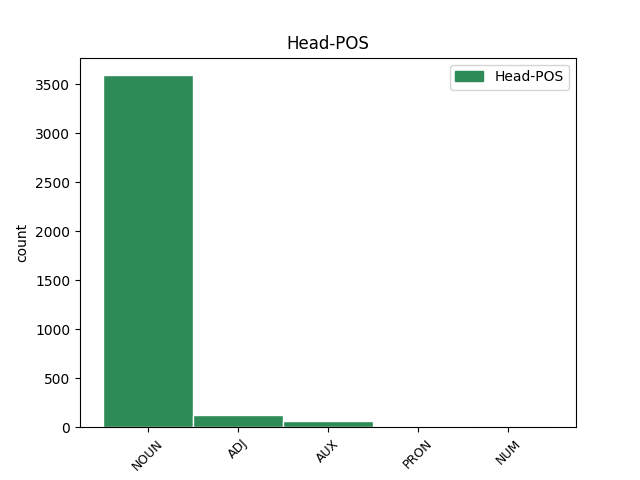 Head-POS
Head-POS
count
3500
3000
2500
2000
1500
1000
500
0
NOUN
ADJ
AUX
PRON
NUM